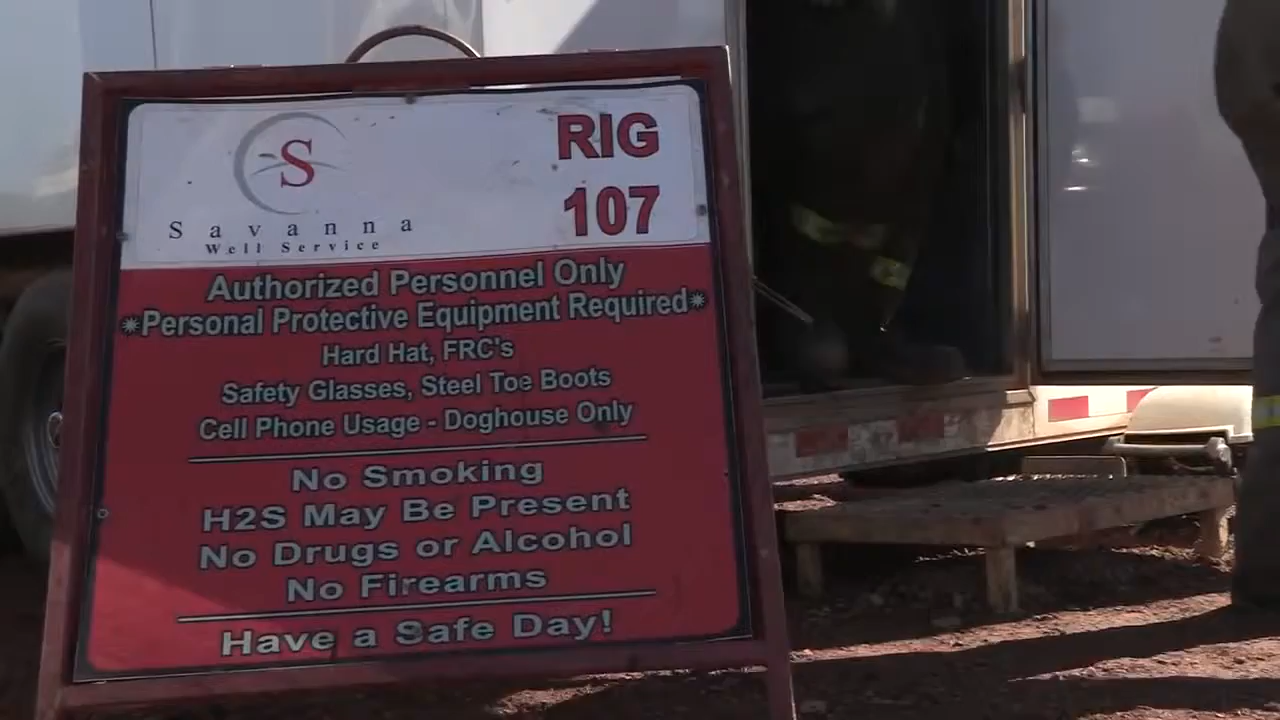 S
RIG
107
Savanna
Well Service
Authorized Personnel Only
*Personal Protective Equipment Required*
Hard Hat, FRC's
Safety Glasses, Steel Toe Boots
Cell Phone Usage - Doghouse Only
No Smoking
H2S May Be Present
No Drugs or Alcohol
No Firearms
Have a Safe Day!